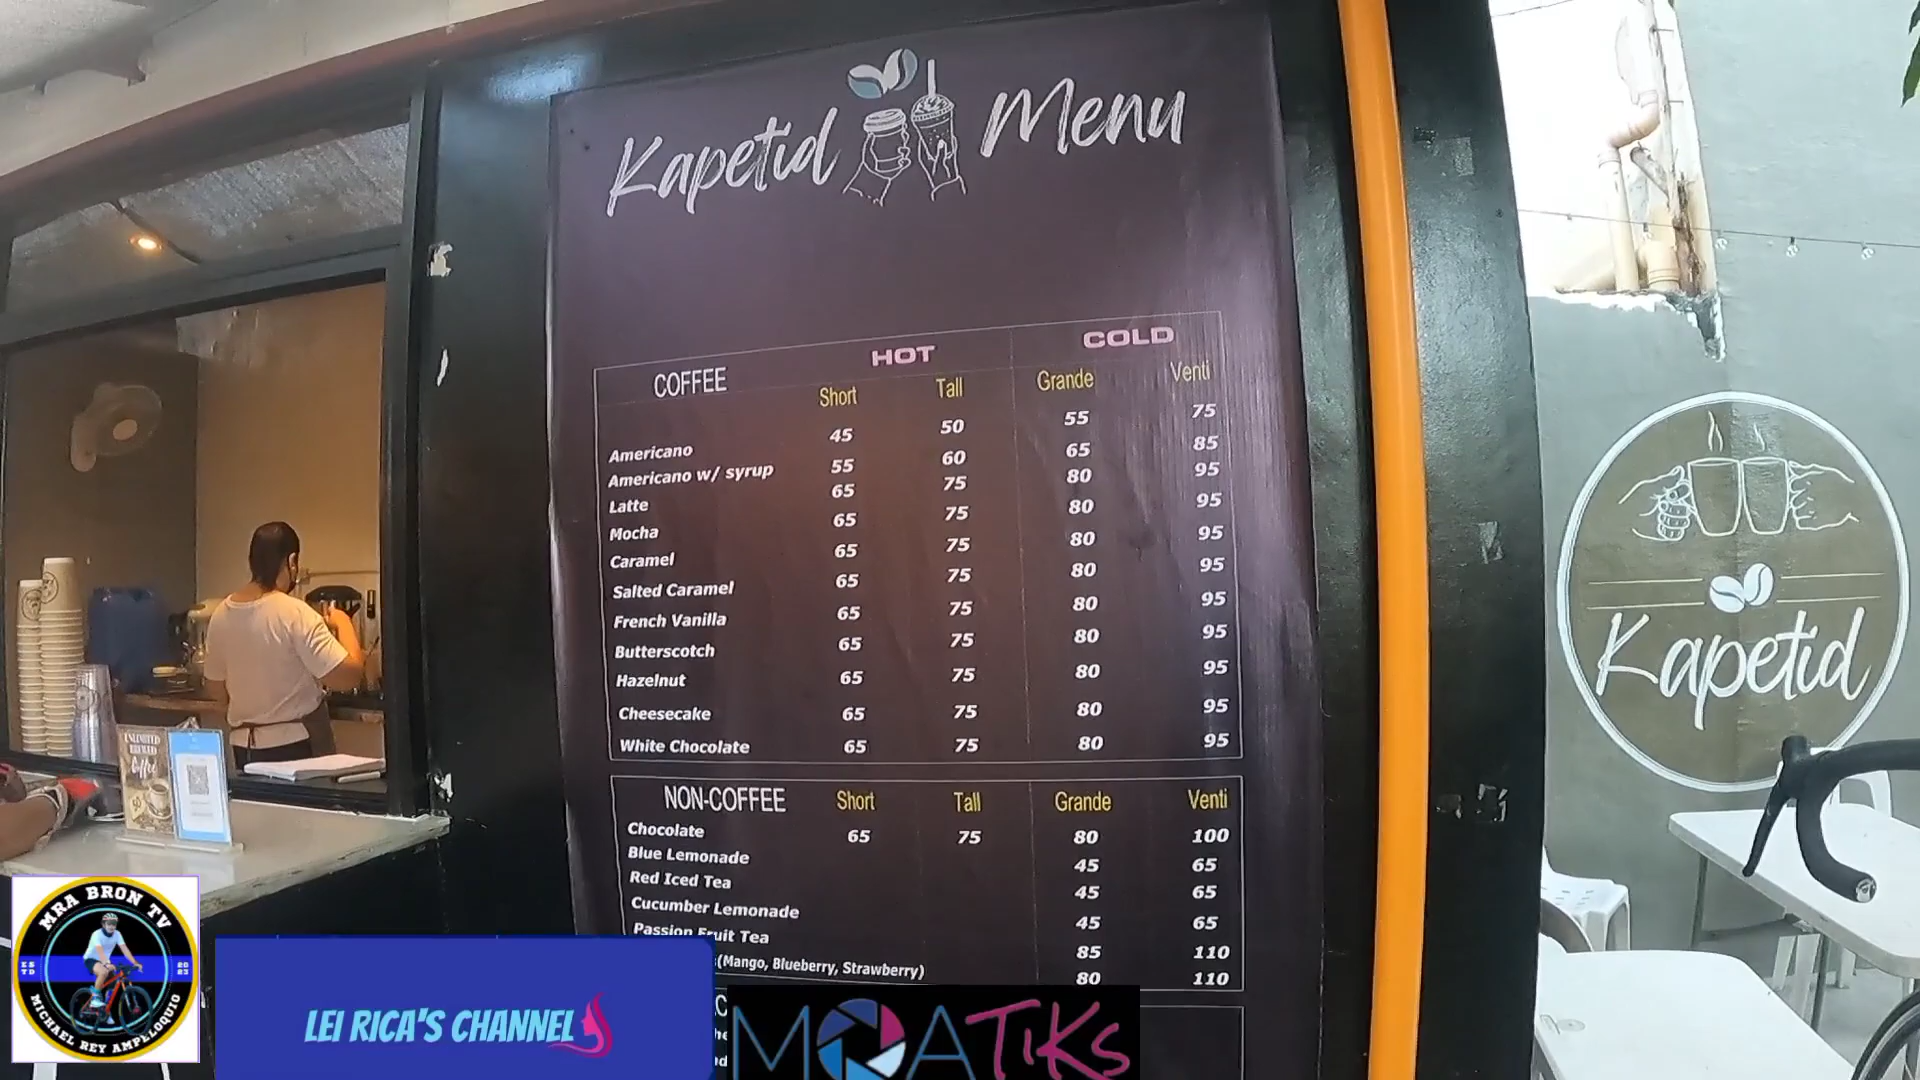 Kapetid Menu
HOT COLD
COFFEE Short Tall Grande Venti
Americano 45 50 55 75
Americano w/ syrup 55 60 65 85
Latte 65 75 80 95
Mocha 65 75 80 95
Caramel 65 75 80 95
Salted Caramel 65 75 80 95
French Vanilla 65 75 80 95
Butterscotch 65 75 80 95
Hazelnut 65 75 80 95
Cheesecake 65 75 80 95
White Chocolate 65 75 80 95
NON-COFFEE Short Tall Grande Venti
Chocolate 65 75 80 100
Blue Lemonade 45 65
Red Iced Tea 45 65
Cucumber Lemonade 45 65
Passion Fruit Tea 85 110
(Mango, Blueberry, Strawberry) 80 110
Kapetid
UNLIMITED
BREWED
Coffee
MRA BRON TV
ESTD 2023
MICHAEL REY AMPLOQUIO
LEI RICA'S CHANNEL
MOATIKS